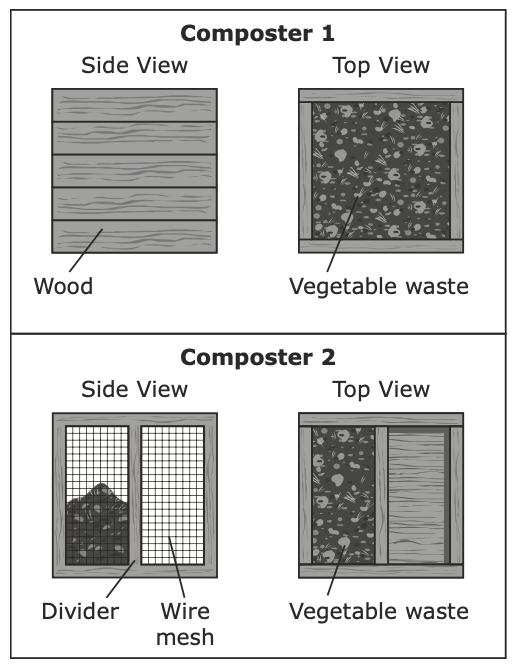 Composter 1
Side View
Top View
Wood
Vegetable waste
Composter 2
Side View
Top View
Divider
Wire
mesh
Vegetable waste